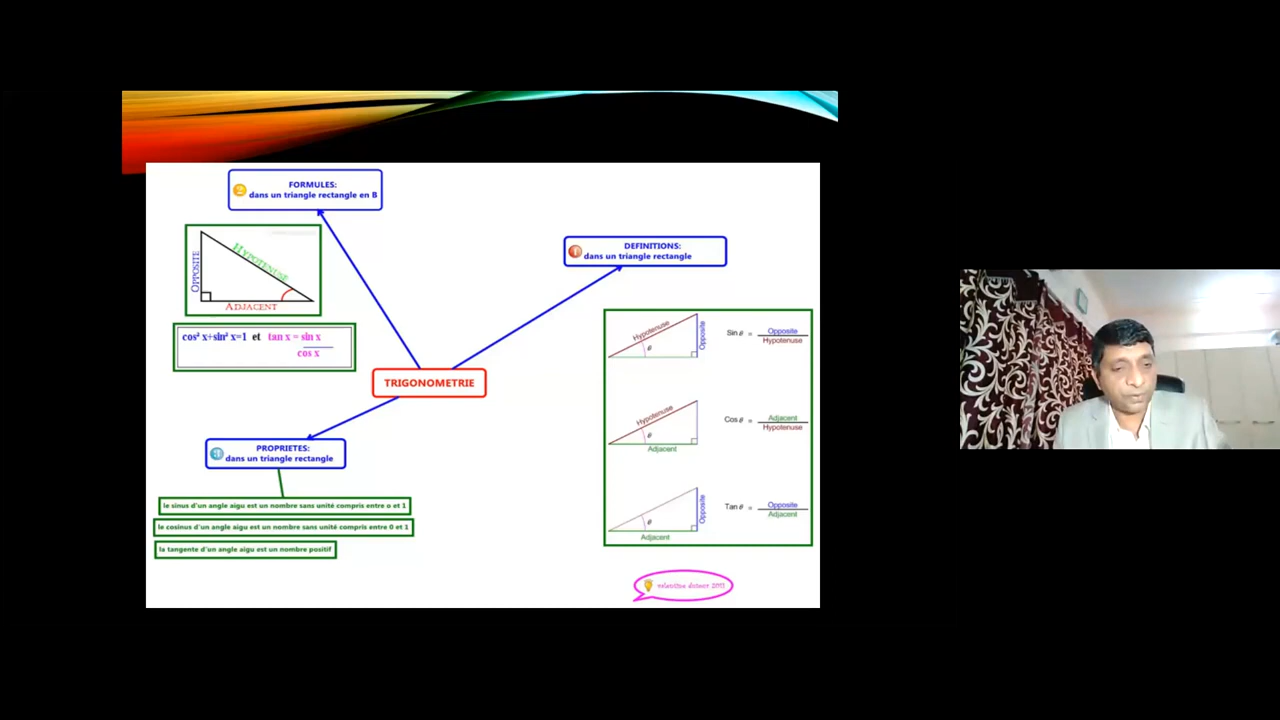 ② FORMULES:
dans un triangle rectangle en B
OPPOSITE
HYPOTENUSE
ADJACENT
cos² x+sin² x=1 et tan x = sin x
cos x
① DEFINITIONS:
dans un triangle rectangle
Hypotenuse
Opposite
θ
Sin θ = Opposite
Hypotenuse
Hypotenuse
θ
Adjacent
Cos θ = Adjacent
Hypotenuse
Opposite
θ
Adjacent
Tan θ = Opposite
Adjacent
TRIGONOMETRIE
③ PROPRIETES:
dans un triangle rectangle
le sinus d'un angle aigu est un nombre sans unité compris entre o et 1
le cosinus d'un angle aigu est un nombre sans unité compris entre 0 et 1
la tangente d'un angle aigu est un nombre positif